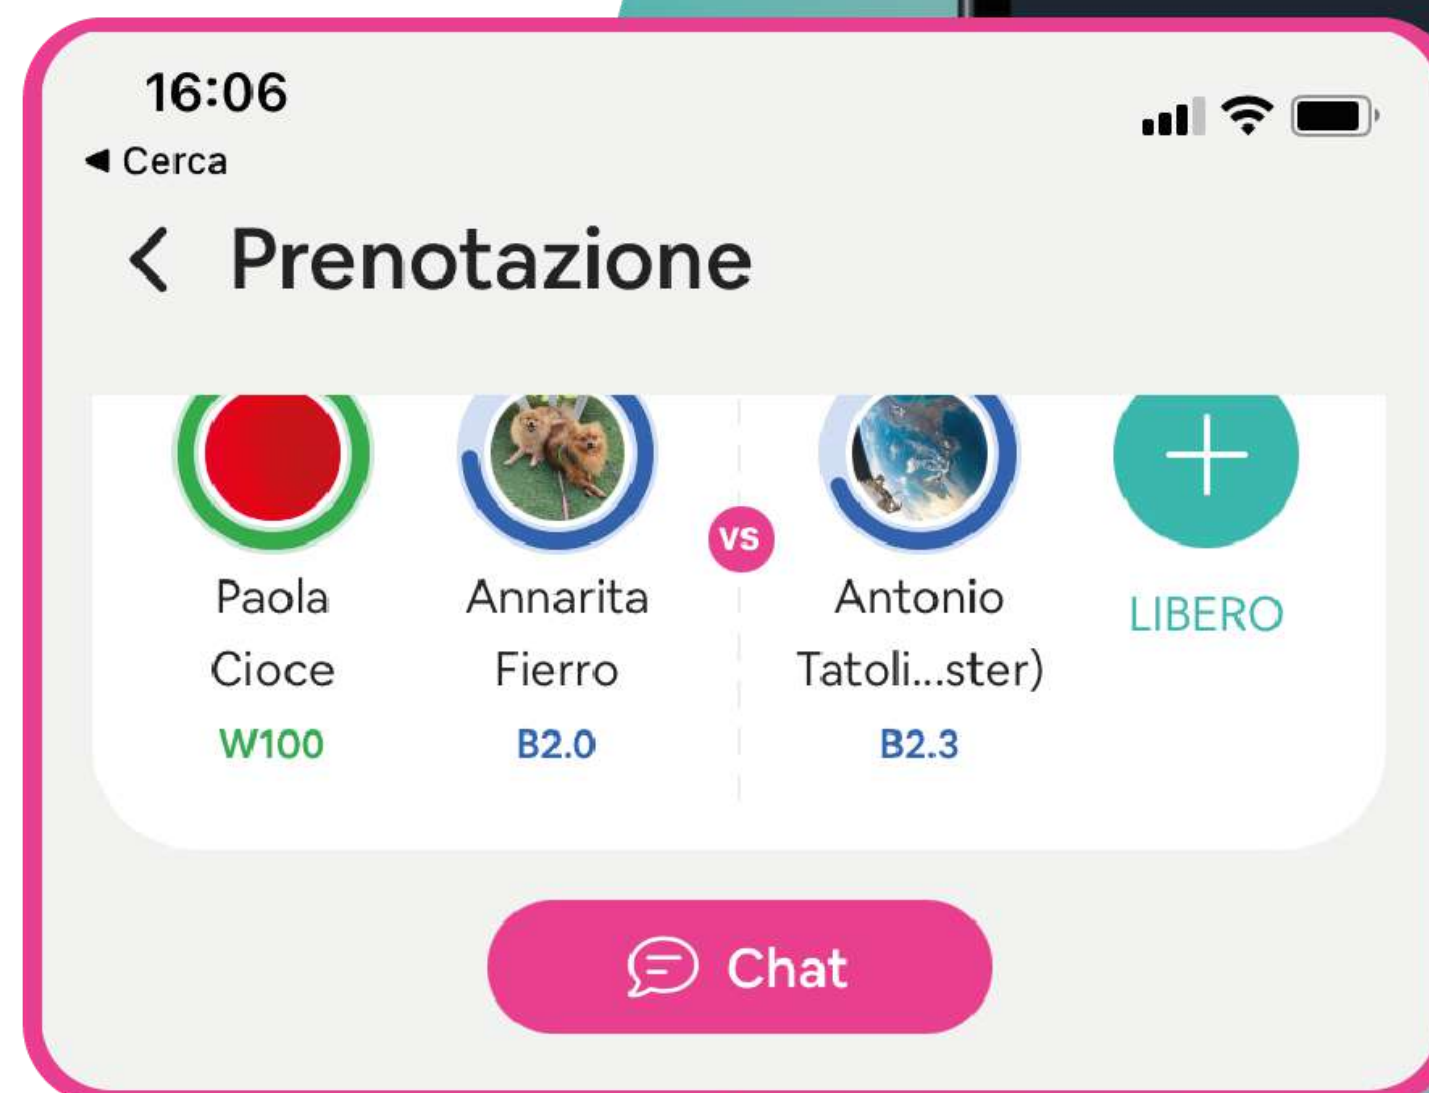 16:06
Cerca
Prenotazione
Paola
Cioce
W100
Annarita
Fierro
B2.0
vs
Antonio
Tatoli...ster)
B2.3
LIBERO
Chat